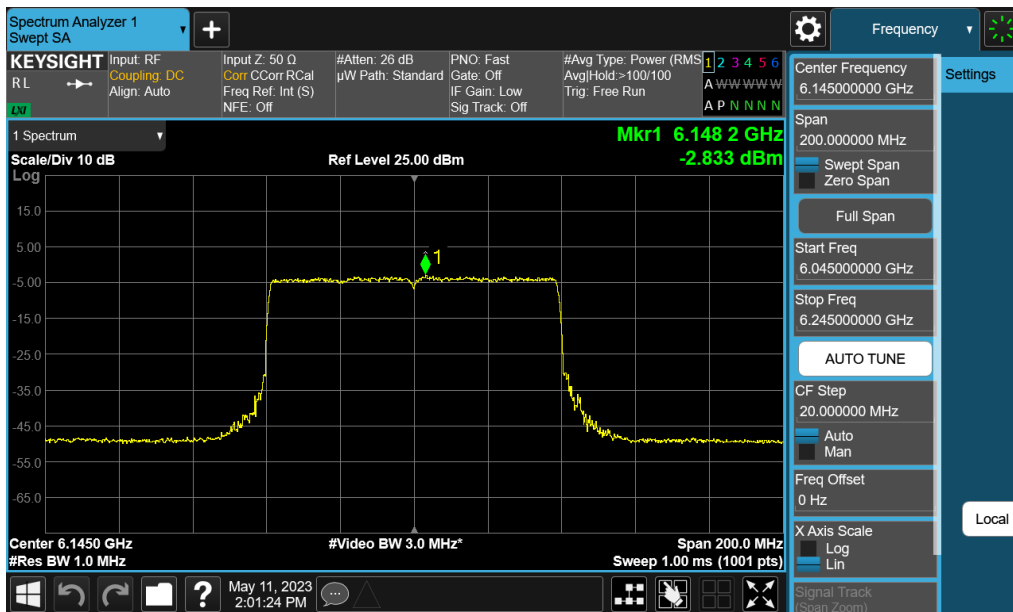 Spectrum Analyzer 1
Swept SA
+
Frequency
KEYSIGHT
R L
LXI
Input: RF
Coupling: DC
Align: Auto
Input Z: 50 Ω
Corr CCorr RCal
Freq Ref: Int (S)
NFE: Off
#Atten: 26 dB
µW Path: Standard
PNO: Fast
Gate: Off
IF Gain: Low
Sig Track: Off
#Avg Type: Power (RMS
Avg|Hold:>100/100
Trig: Free Run
1 2 3 4 5 6
A W W W W W
A P N N N N
1 Spectrum
Scale/Div 10 dB
Log
Ref Level 25.00 dBm
Mkr1 6.148 2 GHz
-2.833 dBm
15.0
5.00
-5.00
-15.0
-25.0
-35.0
-45.0
-55.0
-65.0
1
Center 6.1450 GHz
#Res BW 1.0 MHz
#Video BW 3.0 MHz*
Span 200.0 MHz
Sweep 1.00 ms (1001 pts)
Center Frequency
6.145000000 GHz
Span
200.000000 MHz
Swept Span
Zero Span
Full Span
Start Freq
6.045000000 GHz
Stop Freq
6.245000000 GHz
AUTO TUNE
CF Step
20.000000 MHz
Auto
Man
Freq Offset
0 Hz
X Axis Scale
Log
Lin
Signal Track
(Span Zoom)
Settings
Local
?
May 11, 2023
2:01:24 PM